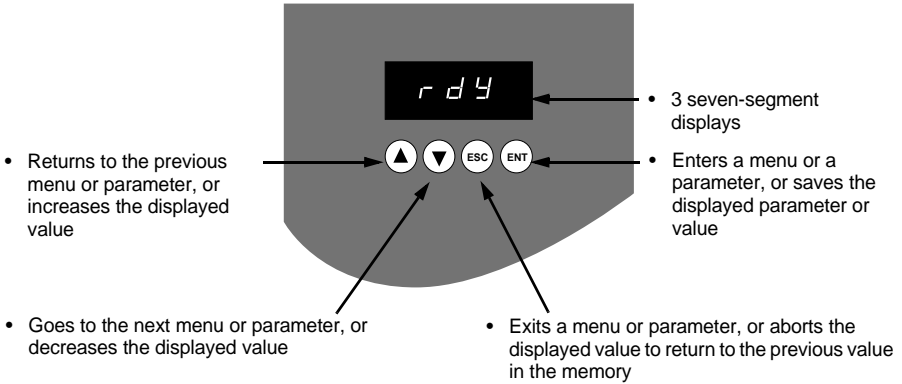 rdY
• 3 seven-segment
displays
ESC ENT
• Returns to the previous
menu or parameter, or
increases the displayed
value
• Enters a menu or a
parameter, or saves the
displayed parameter or
value
• Goes to the next menu or parameter, or
decreases the displayed value
• Exits a menu or parameter, or aborts the
displayed value to return to the previous value
in the memory